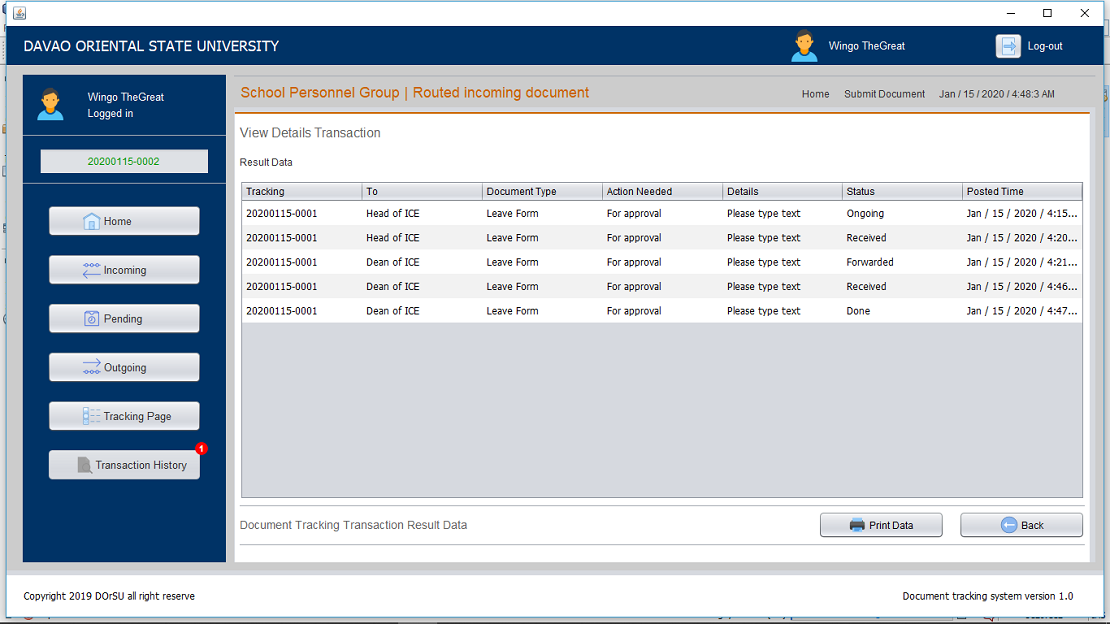 DAVAO ORIENTAL STATE UNIVERSITY
Wingo TheGreat
Log-out
Wingo TheGreat
Logged in
20200115-0002
Home
Incoming
Pending
Outgoing
Tracking Page
Transaction History
1
School Personnel Group | Routed incoming document
Home Submit Document Jan / 15 / 2020 / 4:48:3 AM
View Details Transaction
Result Data
Tracking To Document Type Action Needed Details Status Posted Time
20200115-0001 Head of ICE Leave Form For approval Please type text Ongoing Jan / 15 / 2020 / 4:15...
20200115-0001 Head of ICE Leave Form For approval Please type text Received Jan / 15 / 2020 / 4:20...
20200115-0001 Dean of ICE Leave Form For approval Please type text Forwarded Jan / 15 / 2020 / 4:21...
20200115-0001 Dean of ICE Leave Form For approval Please type text Received Jan / 15 / 2020 / 4:46...
20200115-0001 Dean of ICE Leave Form For approval Please type text Done Jan / 15 / 2020 / 4:47...
Document Tracking Transaction Result Data
Print Data
Back
Copyright 2019 DOrSU all right reserve
Document tracking system version 1.0